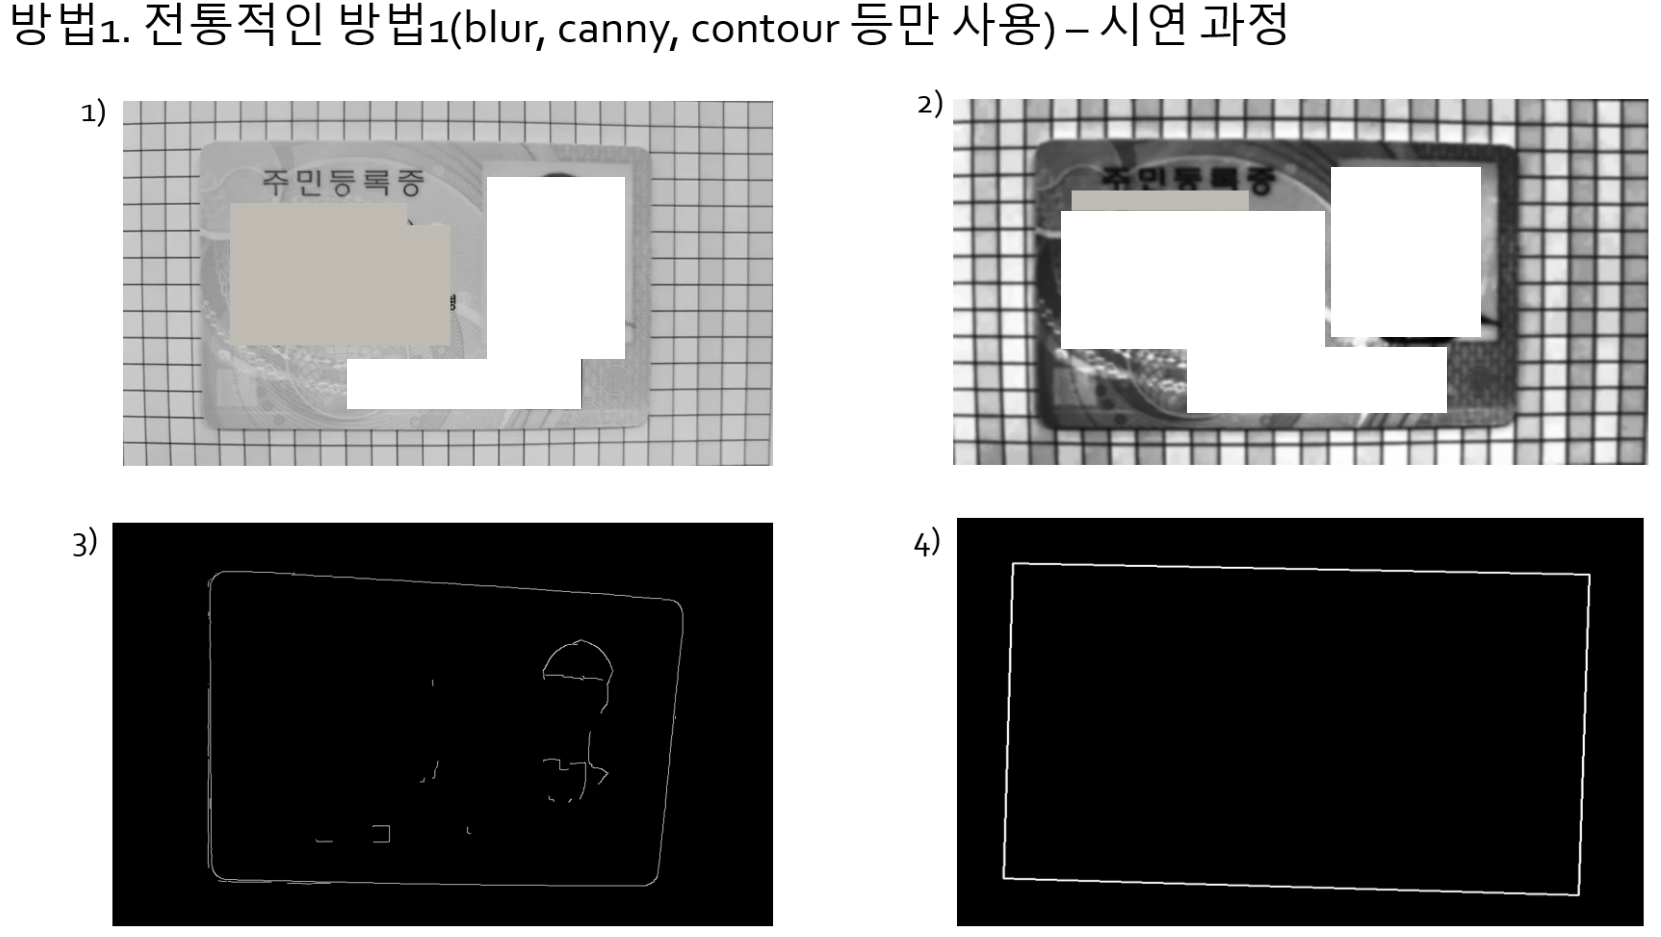 방법1. 전통적인 방법1(blur, canny, contour 등만 사용) – 시연 과정
1)
2)
주민등록증
주민등록증
3)
4)